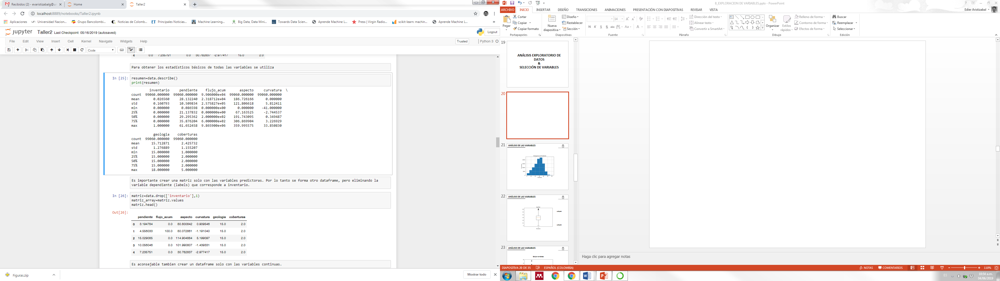 Recibidos (2) - evaristizabalg@un
Home
Taller2
localhost:8889/notebooks/Taller2.ipynb
Aplicaciones
Universidad Nacion...
Grupo Bancolombi...
Noticias de Colomb...
Principales Noticias...
Machine Learning...
Big Data, Data Mini...
Towards Data Scien...
Aprende Machine L...
Press | Virgin Radio...
scikit-learn: machin...
Aprende Machine L...
jupyter Taller2 Last Checkpoint: 05/16/2019 (autosaved)
Logout
File Edit View Insert Cell Kernel Navigate Widgets Help
Trusted
Python 3
Code
4 0.0 7.235751 0.0 30.782837 -2.977417 15.0 2.0
Para obtener los estadísticos básicos de todas las variables se utiliza
In [25]: resumen=data.describe()
print(resumen)
inventario pendiente flujo_acum aspecto curvatura \
count 99060.000000 99060.000000 9.906000e+04 99060.000000 99060.000000
mean 0.026560 28.132240 2.318712e+04 186.726166 0.000000
std 0.160793 10.509834 2.575827e+05 121.806618 5.812411
min 0.000000 0.086598 0.000000e+00 0.000000 -41.000000
25% 0.000000 21.137832 0.000000e+00 67.163525 -2.744537
50% 0.000000 29.295362 2.000000e+02 191.743095 0.349487
75% 0.000000 35.876204 6.000000e+02 306.869904 3.226929
max 1.000000 61.652458 9.865900e+06 359.995575 33.850830
geologia coberturas
count 99060.000000 99060.000000
mean 15.712871 2.425732
std 1.276889 1.155207
min 15.000000 1.000000
25% 15.000000 2.000000
50% 15.000000 2.000000
75% 15.000000 2.000000
max 18.000000 5.000000
Es importante crear una matriz solo con las variables predictoras. Por lo tanto se forma otro dataframe, pero eliminando la
variable dependiente (labels) que corresponde a inventario.
In [26]: matriz=data.drop(['inventario'],1)
matriz_array=matriz.values
matriz.head()
Out[26]:
pendiente flujo_acum aspecto curvatura geologia coberturas
0 3.194784 0.0 80.800842 0.909546 15.0 2.0
1 4.556033 100.0 80.072861 -1.191040 15.0 2.0
2 15.029085 0.0 114.904884 5.199097 15.0 2.0
3 10.056046 0.0 101.990807 -1.439331 15.0 2.0
4 7.235751 0.0 30.782837 -2.977417 15.0 2.0
Es aconsejable tambien crear un dataframe solo con las variables continuas.
Figuras.zip
Mostrar todo
8_EXPLORACION DE VARIABLES.pptx - PowerPoint
ARCHIVO INICIO INSERTAR DISEÑO TRANSICIONES ANIMACIONES PRESENTACIÓN CON DIAPOSITIVAS REVISAR VISTA
Edier Aristizabal
Pegar
Cortar
Copiar
Copiar formato
Portapapeles
Nueva
diapositiva
Diseño
Restablecer
Sección
Diapositivas
14
N K S S abc AV Aa A
Fuente
Dirección del texto
Alinear texto
Convertir a SmartArt
Párrafo
Organizar
Estilos
rápidos
Relleno de forma
Contorno de forma
Efectos de forma
Dibujo
Buscar
Reemplazar
Seleccionar
Edición
19
ANÁLISIS EXPLORATORIO DE
DATOS
&
SELECCIÓN DE VARIABLES
20
21
ANÁLISIS DE LAS VARIABLES
22
ANÁLISIS DE LAS VARIABLES
23
ANÁLISIS DE LAS VARIABLES
Haga clic para agregar notas
DIAPOSITIVA 20 DE 35
ESPAÑOL (COLOMBIA)
NOTAS
COMENTARIOS
110%
ES
10:54 a.m.
04/06/2019